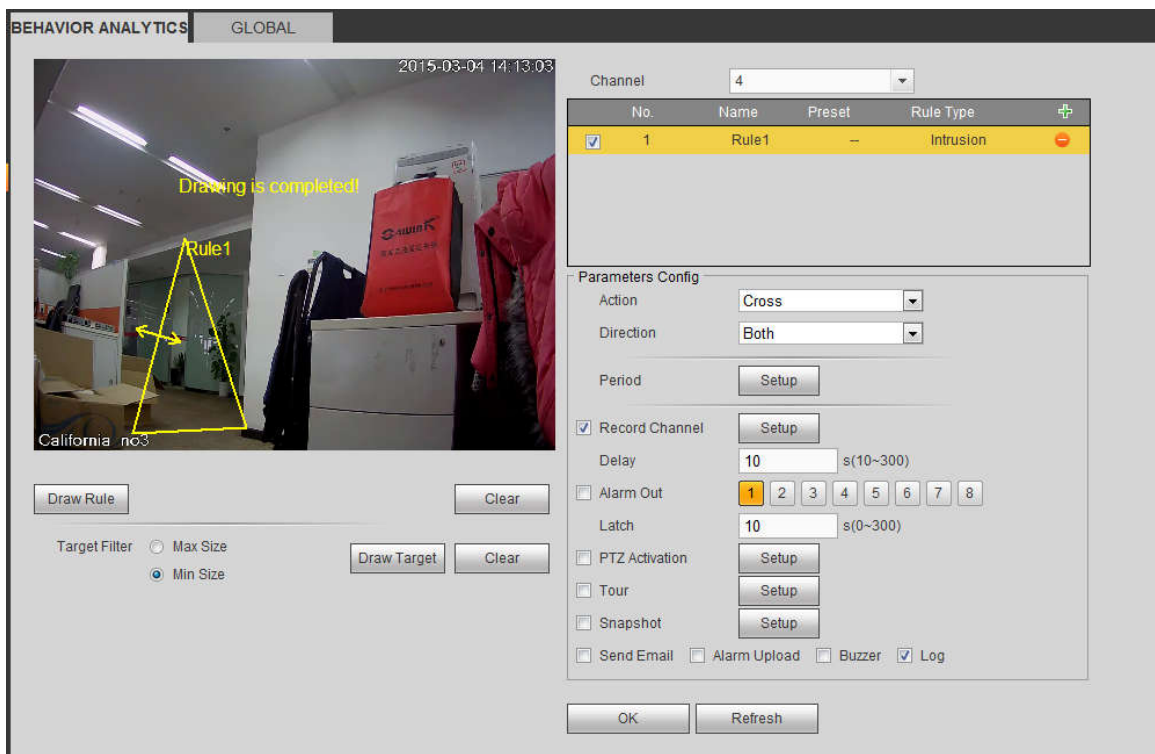 BEHAVIOR ANALYTICS
GLOBAL
2015-03-04 14:13:03
Drawing is completed!
Rule1
SAWINK
California no3
Draw Rule
Clear
Target Filter
Max Size
Min Size
Draw Target
Clear
Channel
4
No. Name Preset Rule Type
1 Rule1 -- Intrusion
Parameters Config
Action
Cross
Direction
Both
Period
Setup
Record Channel
Setup
Delay
10 s(10~300)
Alarm Out
1 2 3 4 5 6 7 8
Latch
10 s(0~300)
PTZ Activation
Setup
Tour
Setup
Snapshot
Setup
Send Email Alarm Upload Buzzer Log
OK
Refresh